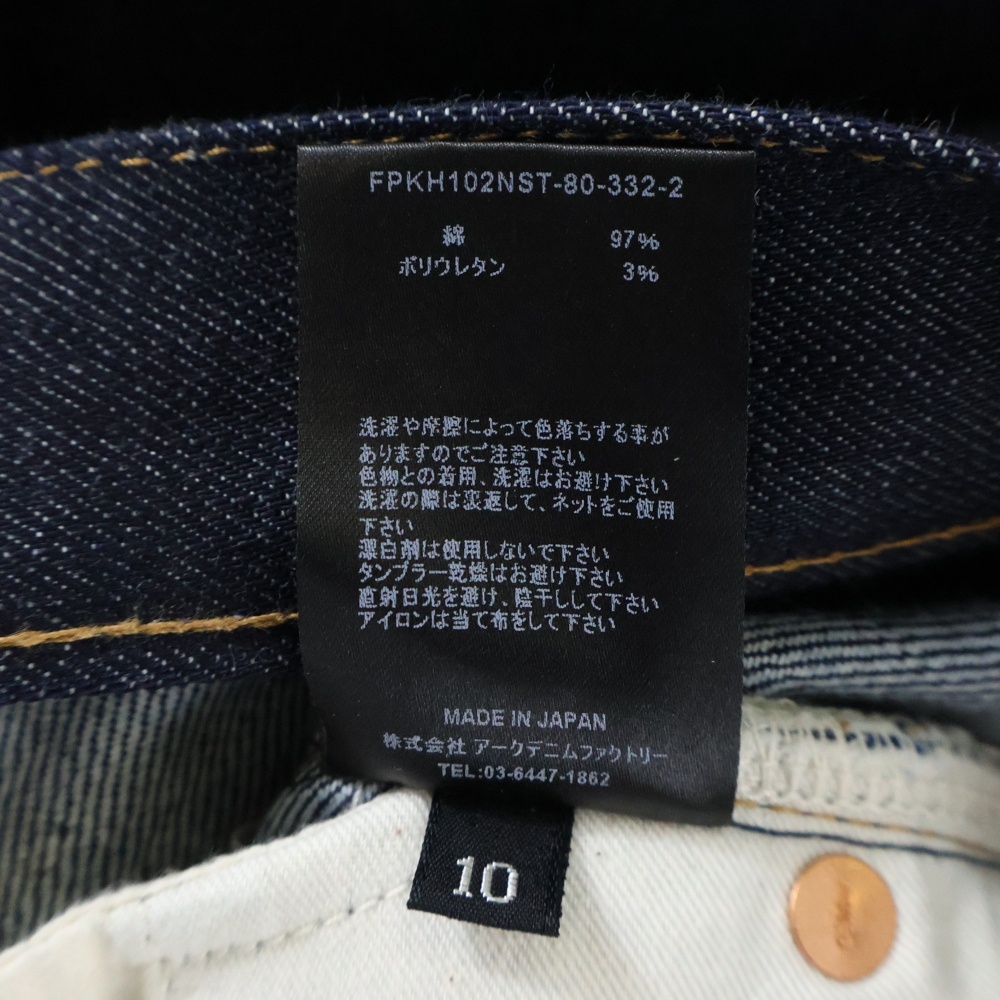 FPKH102NST-80-332-2
綿 97%
ポリウレタン 3%
洗濯や摩擦によって色落ちする事が
ありますのでご注意下さい
色物との着用、洗濯はお避け下さい
洗濯の際は裏返して、ネットをご使用
下さい
漂白剤は使用しないで下さい
タンブラー乾燥はお避け下さい
直射日光を避け、陰干しして下さい
アイロンは当て布をして下さい
MADE IN JAPAN
株式会社 アークデニムファクトリー
TEL:03-6447-1862
10